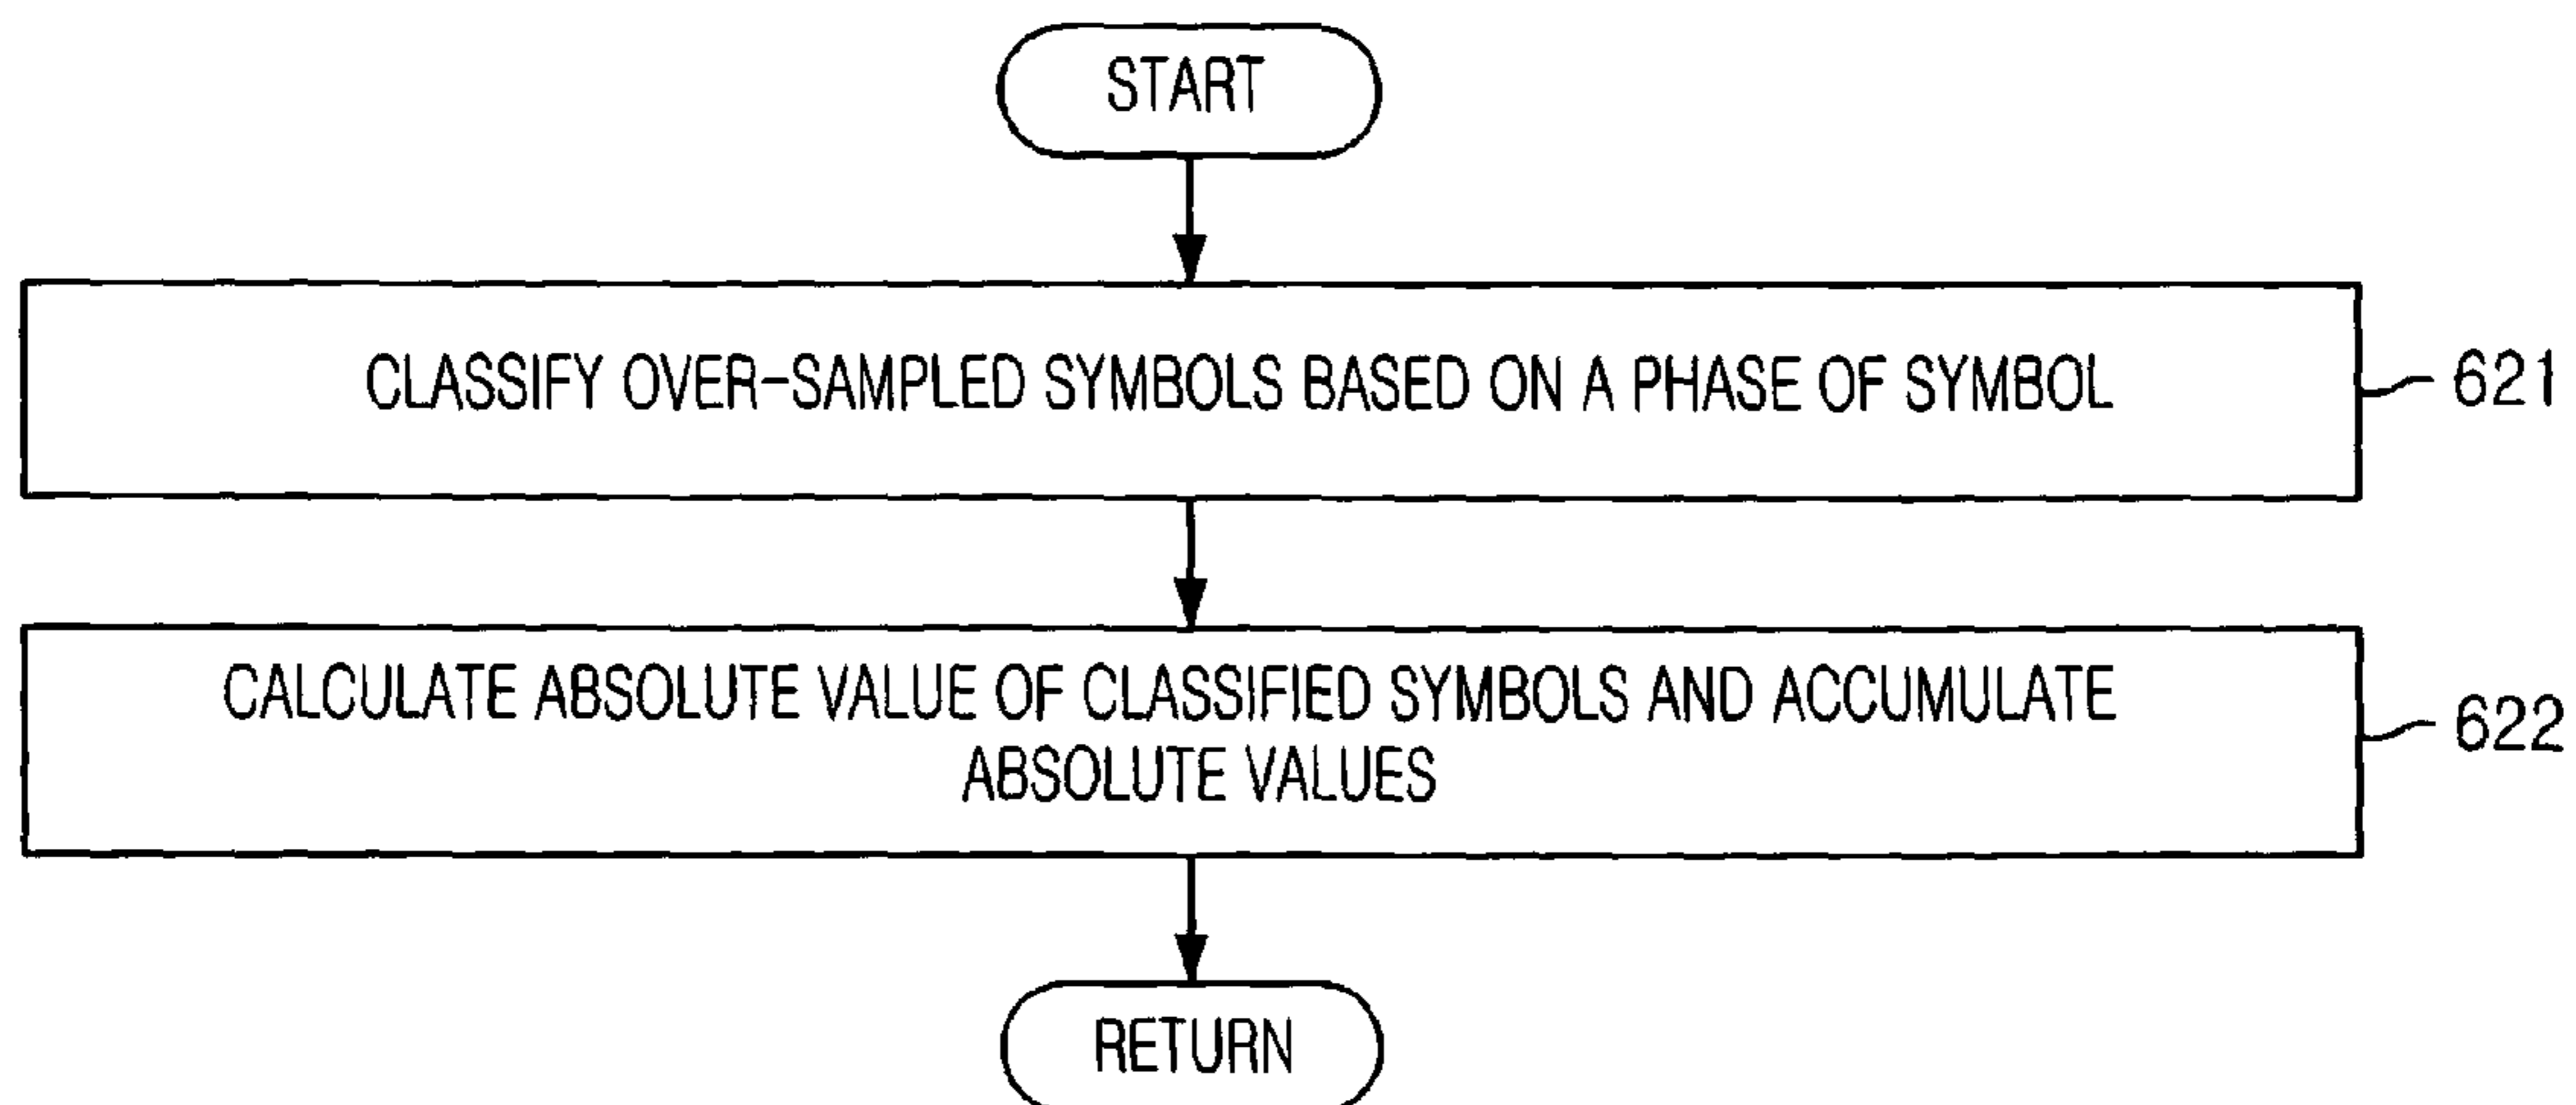 START
CLASSIFY OVER-SAMPLED SYMBOLS BASED ON A PHASE OF SYMBOL
621
CALCULATE ABSOLUTE VALUE OF CLASSIFIED SYMBOLS AND ACCUMULATE
ABSOLUTE VALUES
622
RETURN